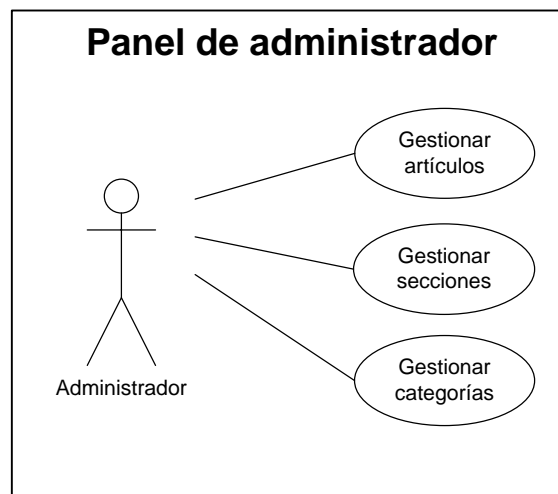 Panel de administrador
Gestionar
artículos
Gestionar
secciones
Gestionar
categorías
Administrador